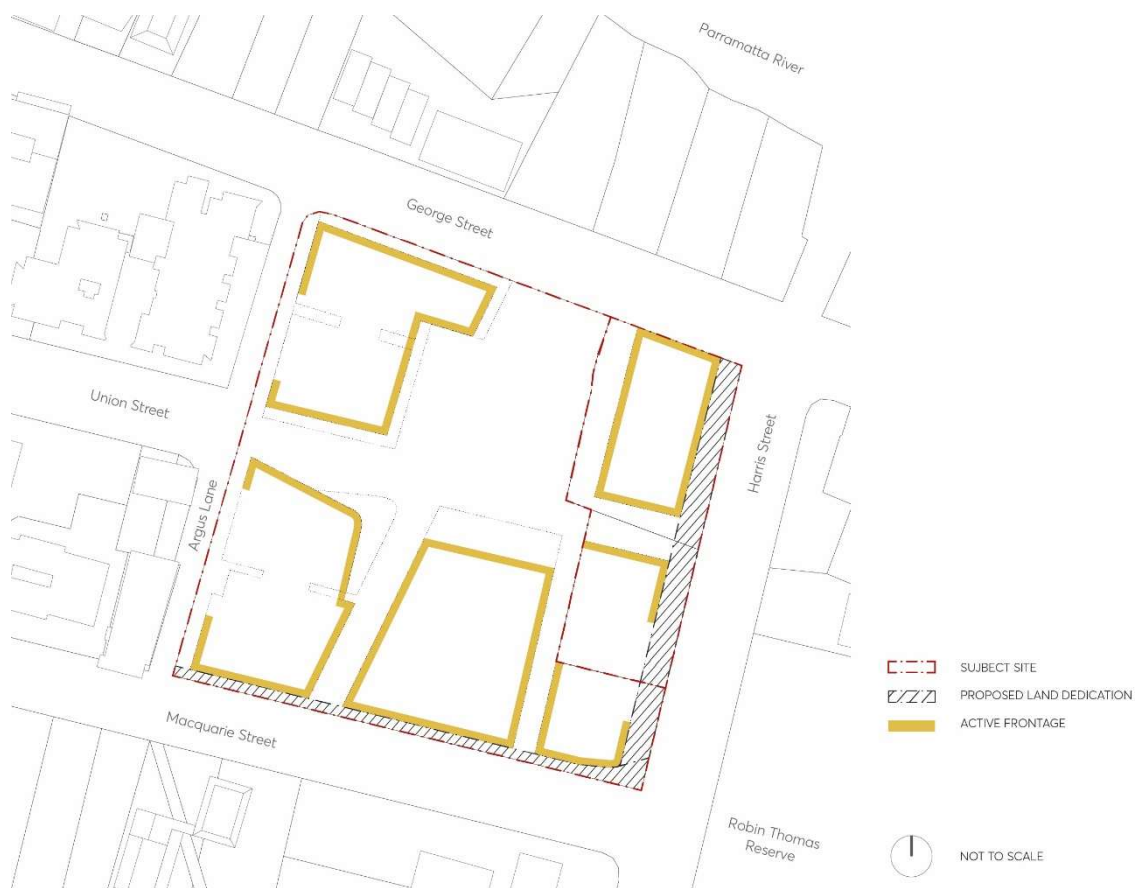 Parramatta River
George Street
Union Street
Harris Street
Argus Lane
Macquarie Street
Robin Thomas
Reserve
SUJBECT SITE
PROPOSED LAND DEDICATION
ACTIVE FRONTAGE
NOT TO SCALE